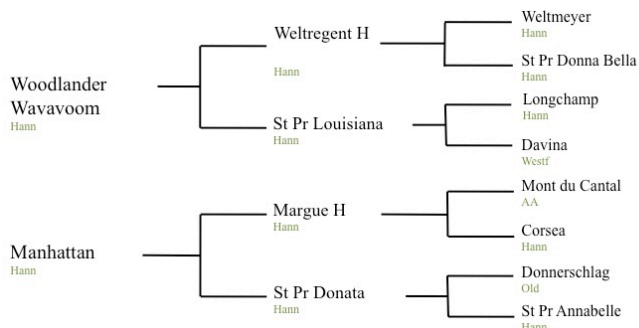 Woodlander
Wavavoom
Hann
Weltregent H
Hann
St Pr Louisiana
Hann
Weltmeyer
Hann
St Pr Donna Bella
Hann
Longchamp
Hann
Davina
Westf
Manhattan
Hann
Margue H
Hann
St Pr Donata
Hann
Mont du Cantal
AA
Corsea
Hann
Donnerschlag
Old
St Pr Annabelle
Hann